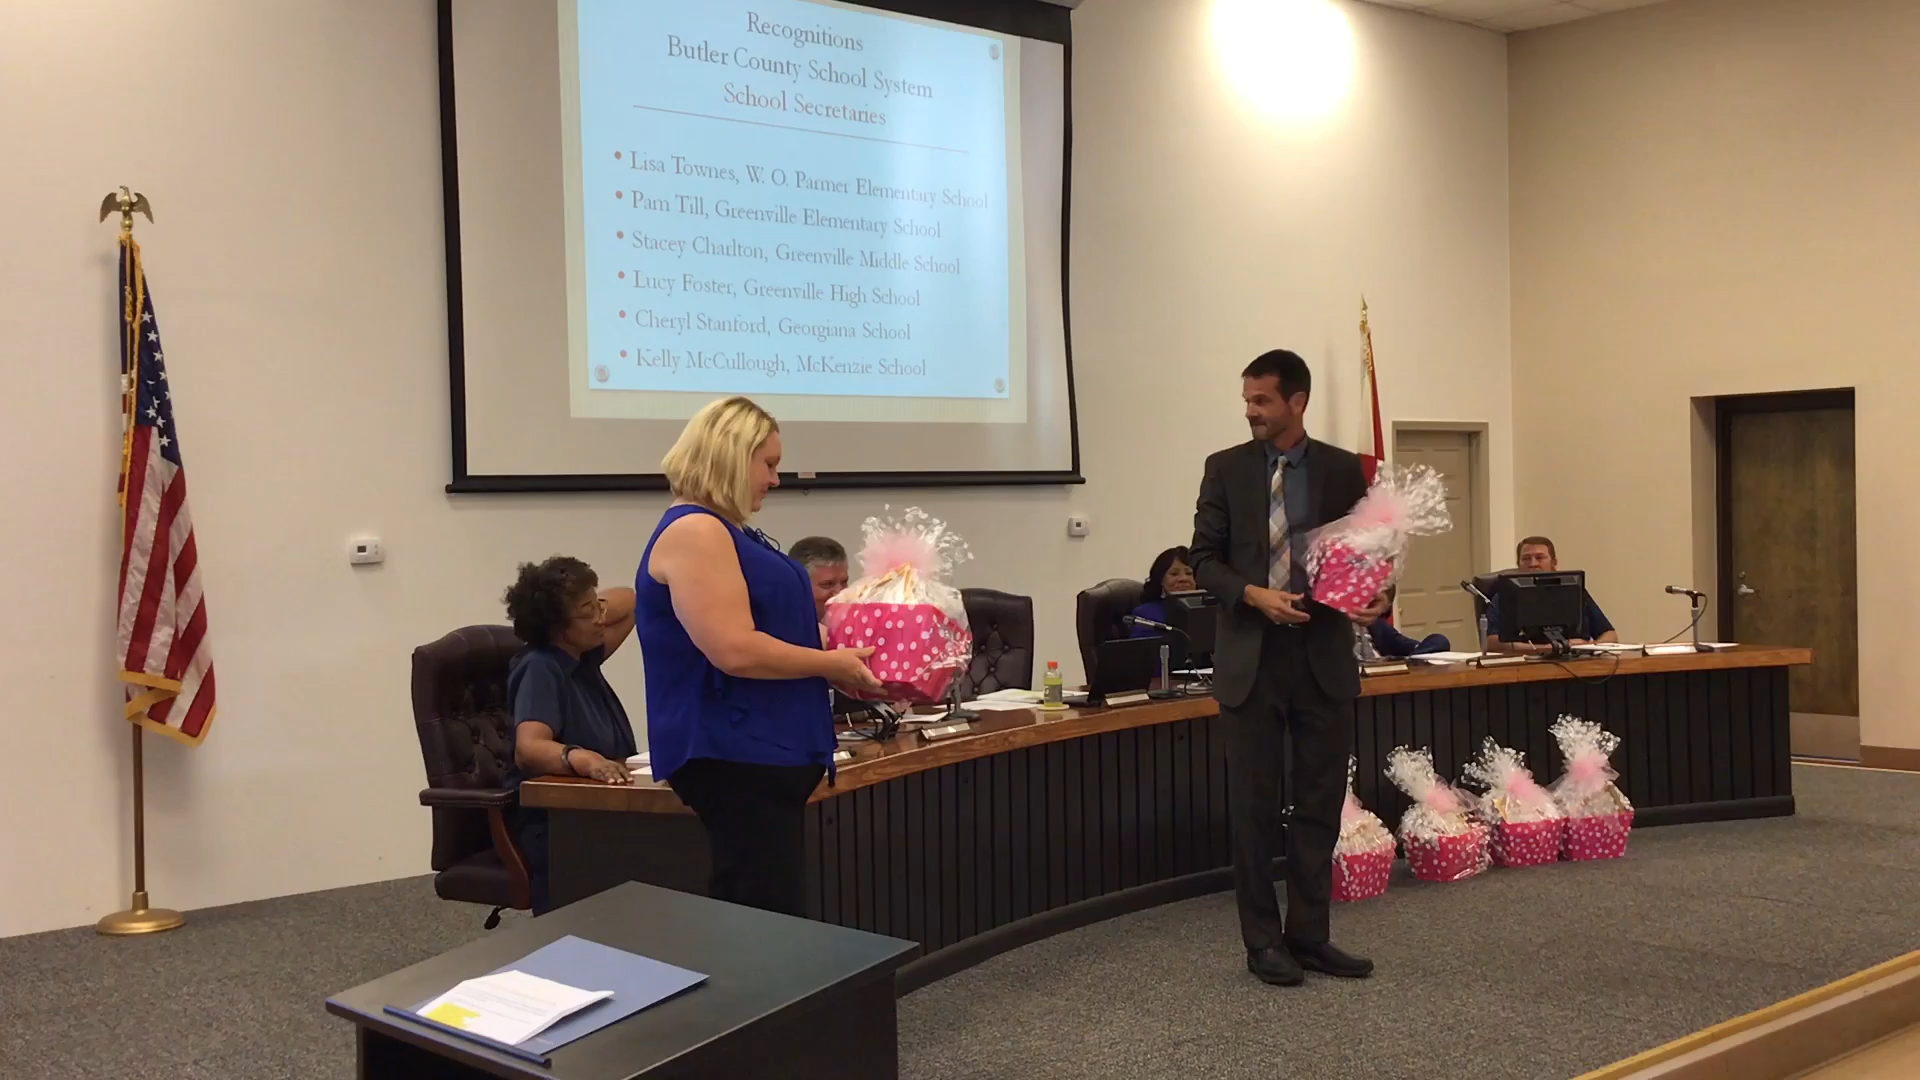 Recognitions
Butler County School System
School Secretaries
• Lisa Townes, W. O. Parmer Elementary School
• Pam Till, Greenville Elementary School
• Stacey Charlton, Greenville Middle School
• Lucy Foster, Greenville High School
• Cheryl Stanford, Georgiana School
• Kelly McCullough, McKenzie School